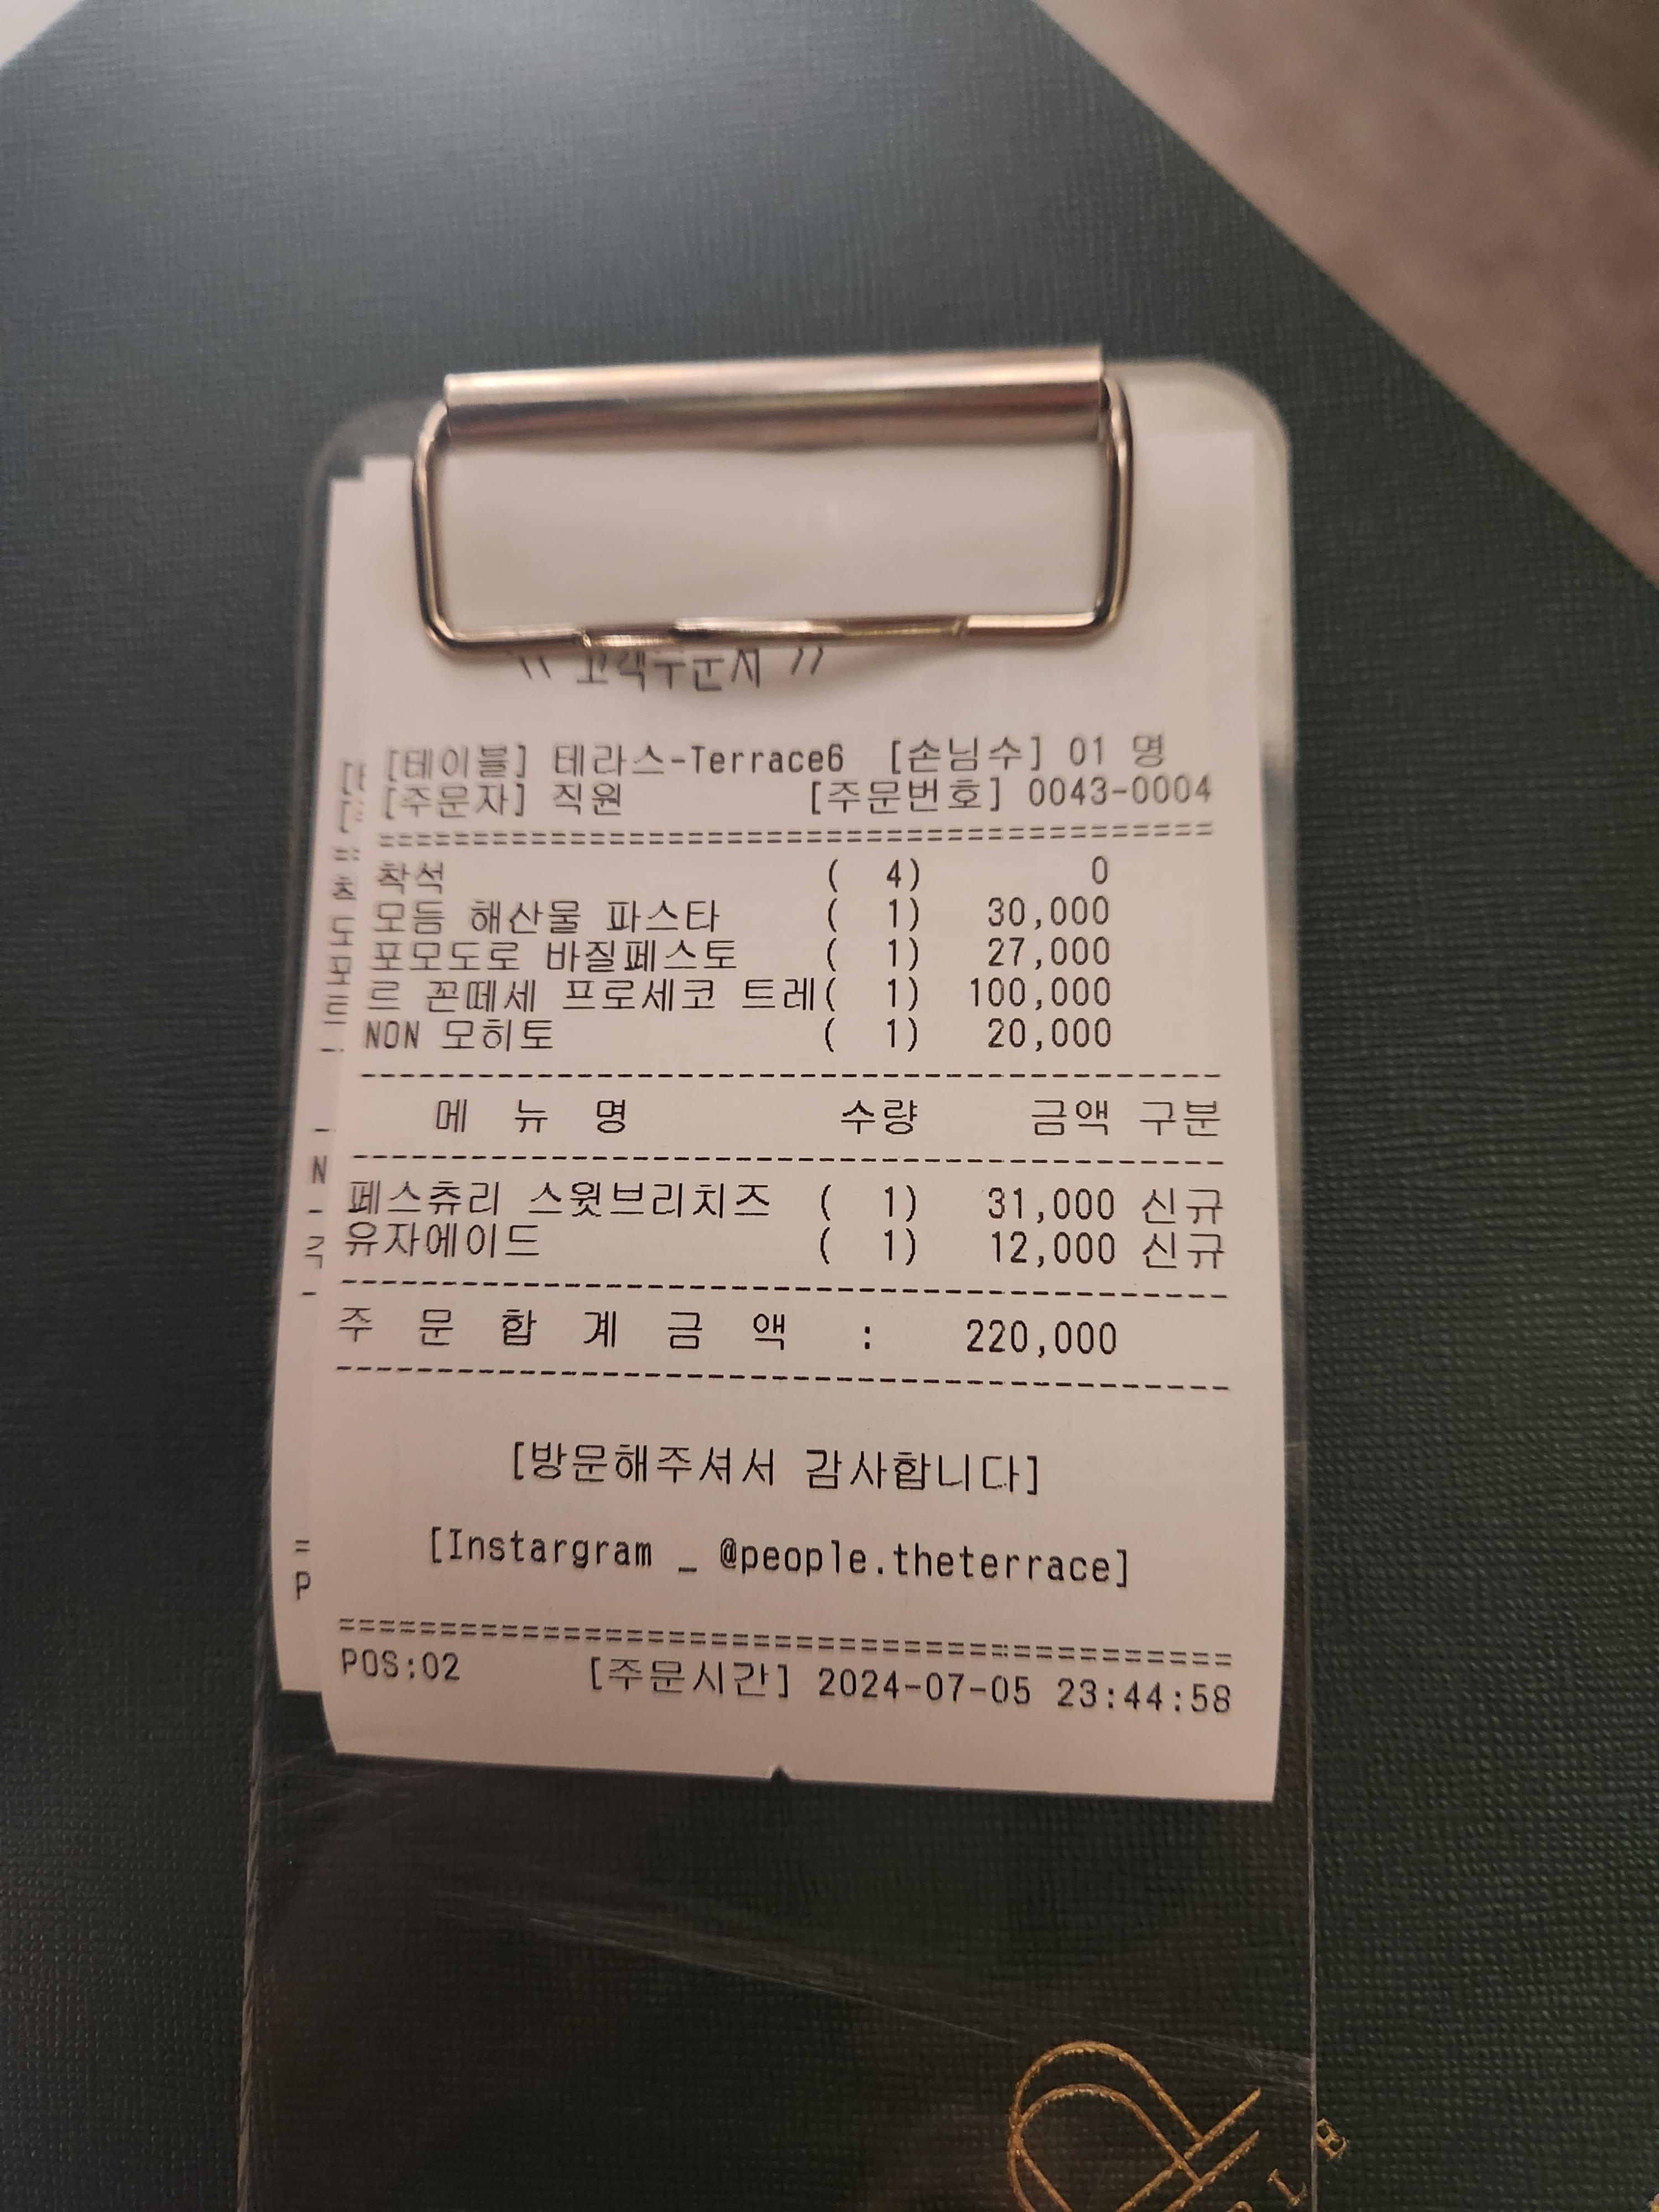 << 고객주문서 >>
[테이블] 테라스-Terrace6 [손님수] 01 명
[주문자] 직원 [주문번호] 0043-0004
==========================================
착석 ( 4) 0
모듬 해산물 파스타 ( 1) 30,000
포모도로 바질페스토 ( 1) 27,000
르 꼰떼세 프로세코 트레( 1) 100,000
NON 모히토 ( 1) 20,000
------------------------------------------
메 뉴 명 수량 금액 구분
------------------------------------------
페스츄리 스윗브리치즈 ( 1) 31,000 신규
유자에이드 ( 1) 12,000 신규
------------------------------------------
주 문 합 계 금 액 : 220,000
------------------------------------------
[방문해주셔서 감사합니다]
[Instargram _ @people.theterrace]
==========================================
POS:02 [주문시간] 2024-07-05 23:44:58